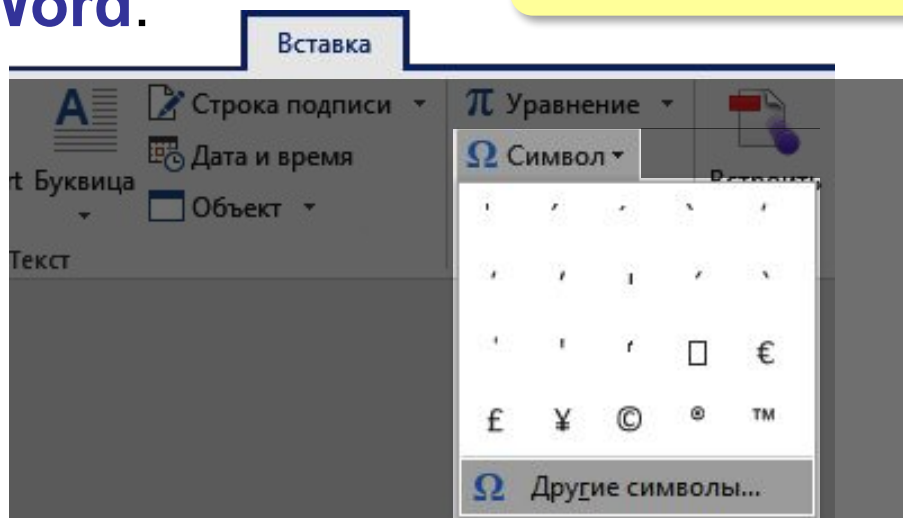 Word.
Вставка
Строка подписи
π Уравнение
Дата и время
Ω Символ
t Буквица
Объект
Встроить
Текст
€
£ ¥ © ® ™
Ω Другие символы...